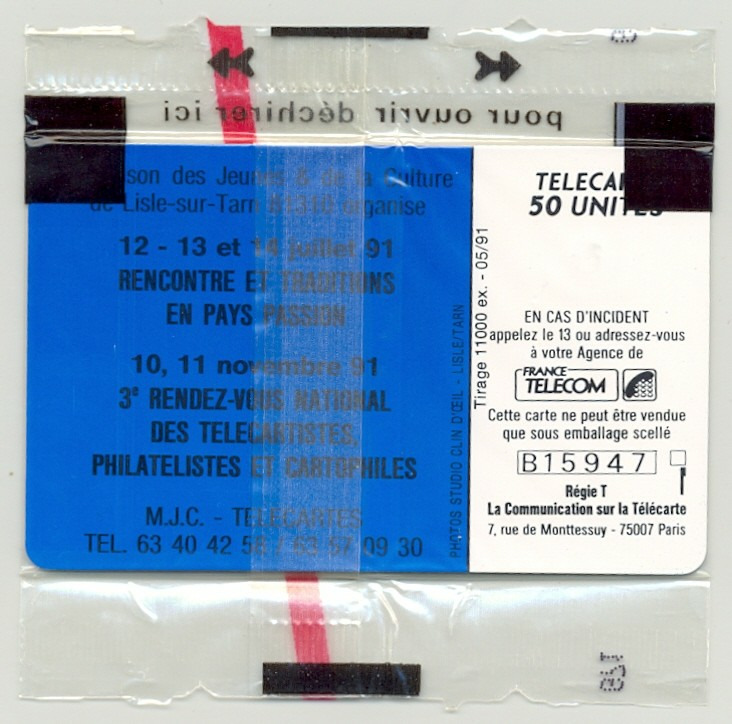 pour ouvrir déchirer ici
son des Jeunes & de la Culture
de Lisle-sur-Tarn 81310 organise
12 - 13 et 14 juillet 91
RENCONTRE ET TRADITIONS
EN PAYS PASSION
10, 11 novembre 91
3e RENDEZ-VOUS NATIONAL
DES TELECARTISTES,
PHILATELISTES ET CARTOPHILES
M.J.C. - TELECARTES
TEL. 63 40 42 58 / 63 57 09 30
PHOTOS STUDIO CLIN D'ŒIL - LISLE/TARN
Tirage 11000 ex. - 05/91
TELECAR
50 UNITES
EN CAS D'INCIDENT
appelez le 13 ou adressez-vous
à votre Agence de
FRANCE
TELECOM
Cette carte ne peut être vendue
que sous emballage scellé
B15947
Régie T
La Communication sur la Télécarte
7, rue de Monttessuy - 75007 Paris